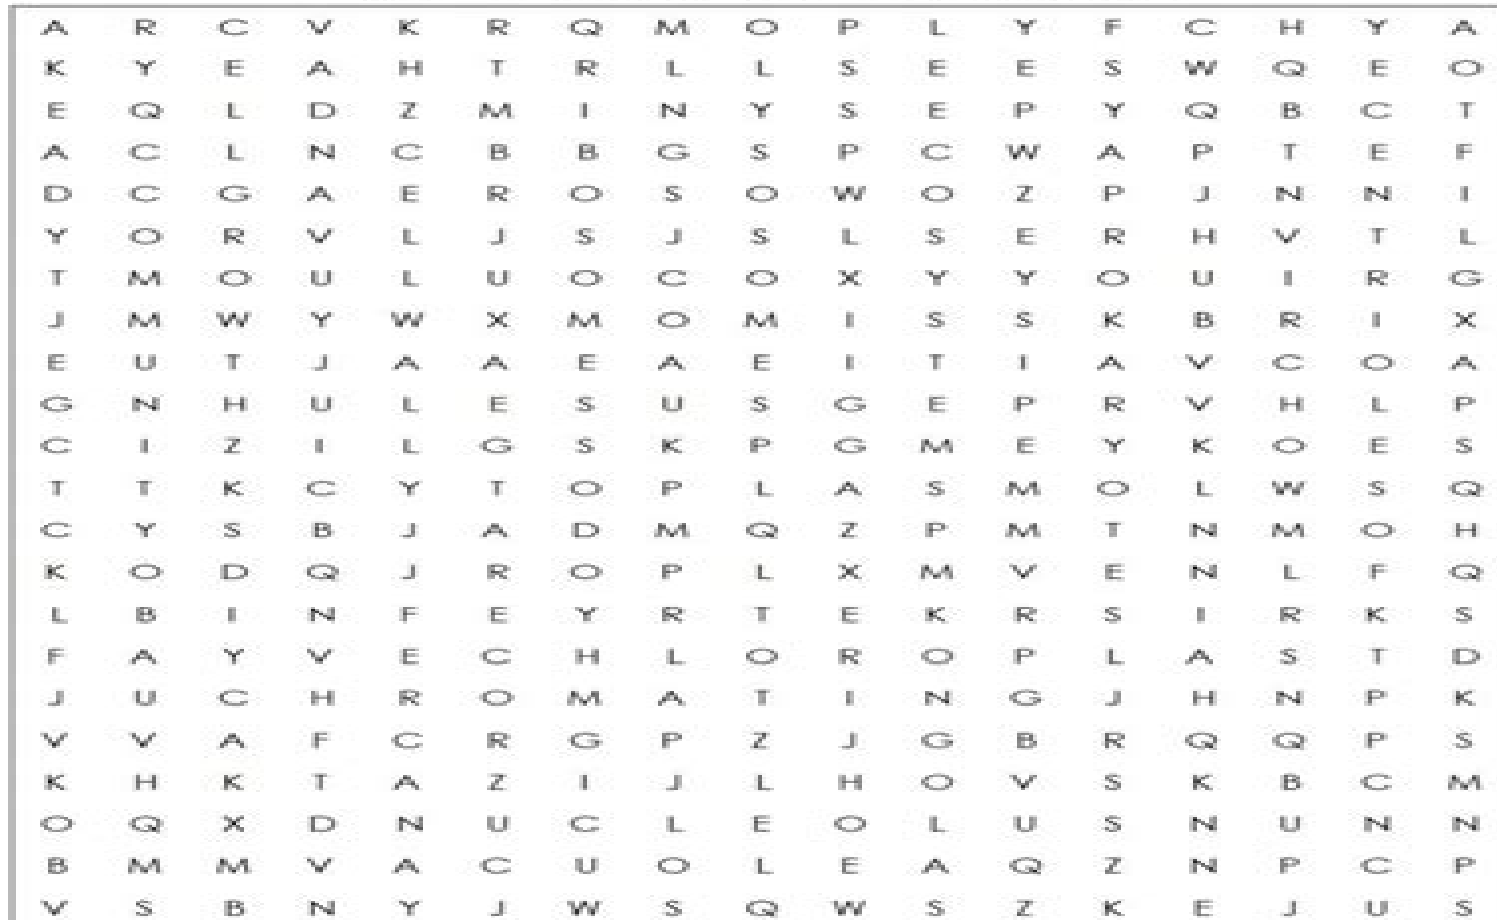 A R C V K R Q M O P L Y F C H Y A
K Y E A H T R L L S E E S W Q E O
E Q L D Z M I N Y S E P Y Q B C T
A C L N C B B G S P C W A P T E F
D C G A E R O S O W O Z P J N N I
Y O R V L J S J S L S E R H V T L
T M O U L U O C O X Y Y O U I R G
J M W Y W X M O M I S S K B R I X
E U T J A A E A E I T I A V C O A
G N H U L E S U S G E P R V H L P
C I Z I L G S K P G M E Y K O E S
T T K C Y T O P L A S M O L W S Q
C Y S B J A D M Q Z P M T N M O H
K O D Q J R O P L X M V E N L F Q
L B I N F E Y R T E K R S I R K S
F A Y V E C H L O R O P L A S T D
J U C H R O M A T I N G J H N P K
V V A F C R G P Z J G B R Q Q P S
K H K T A Z I J L H O V S K B C M
O Q X D N U C L E O L U S N U N N
B M M V A C U O L E A Q Z N P C P
V S B N Y J W S Q W S Z K E J U S